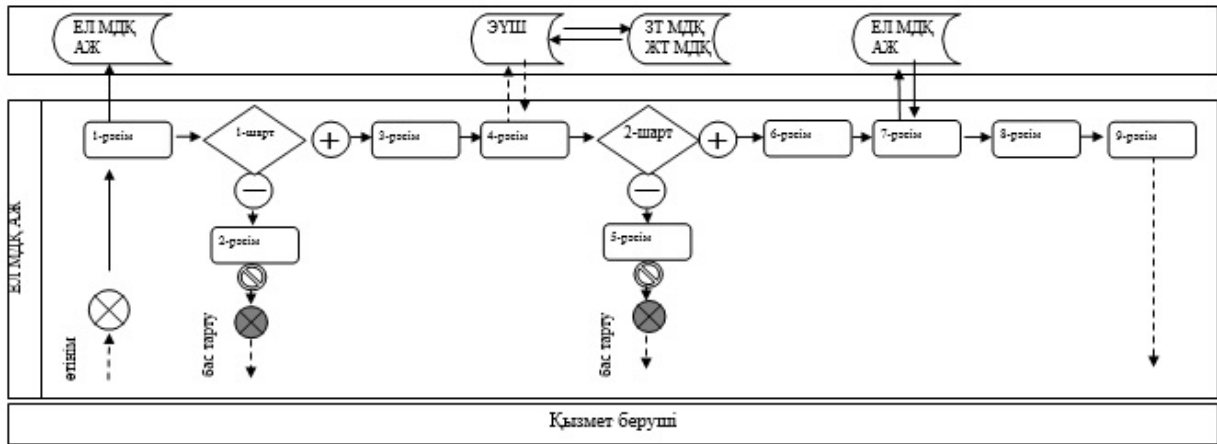 ЕЛ МДҚ
АЖ
ЭҮШ
ЗТ МДҚ
ЖТ МДҚ
ЕЛ МДҚ
АЖ
ЕЛ МДҚ АЖ
1-рәсім
1-шарт
3-рәсім
4-рәсім
2-шарт
6-рәсім
7-рәсім
8-рәсім
9-рәсім
2-рәсім
5-рәсім
өтінім
бас тарту
бас тарту
Қызмет беруші